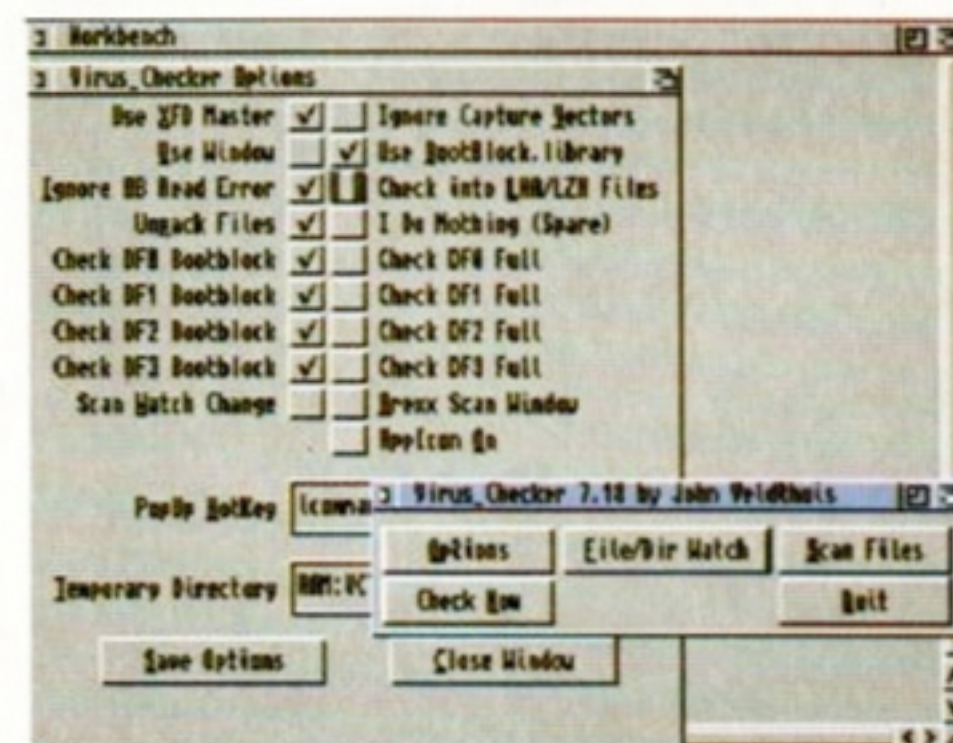 Workbench
Virus_Checker Options
Use XFD Master
Ignore Capture Vectors
Use Window
Use BootBlock.library
Ignore BB Read Error
Check into LHA/LZH Files
Unpack Files
I Do Nothing (Spare)
Check DF0 Bootblock
Check DF0 Full
Check DF1 Bootblock
Check DF1 Full
Check DF2 Bootblock
Check DF2 Full
Check DF3 Bootblock
Check DF3 Full
Scan Watch Change
Scan Window
AppIcon On
PopUp HotKey
Virus_Checker 7.18 by John Veldthuis
Options
File/Dir Watch
Scan Files
Temporary Directory
RAM:VC
Check Now
Quit
Save Options
Close Window